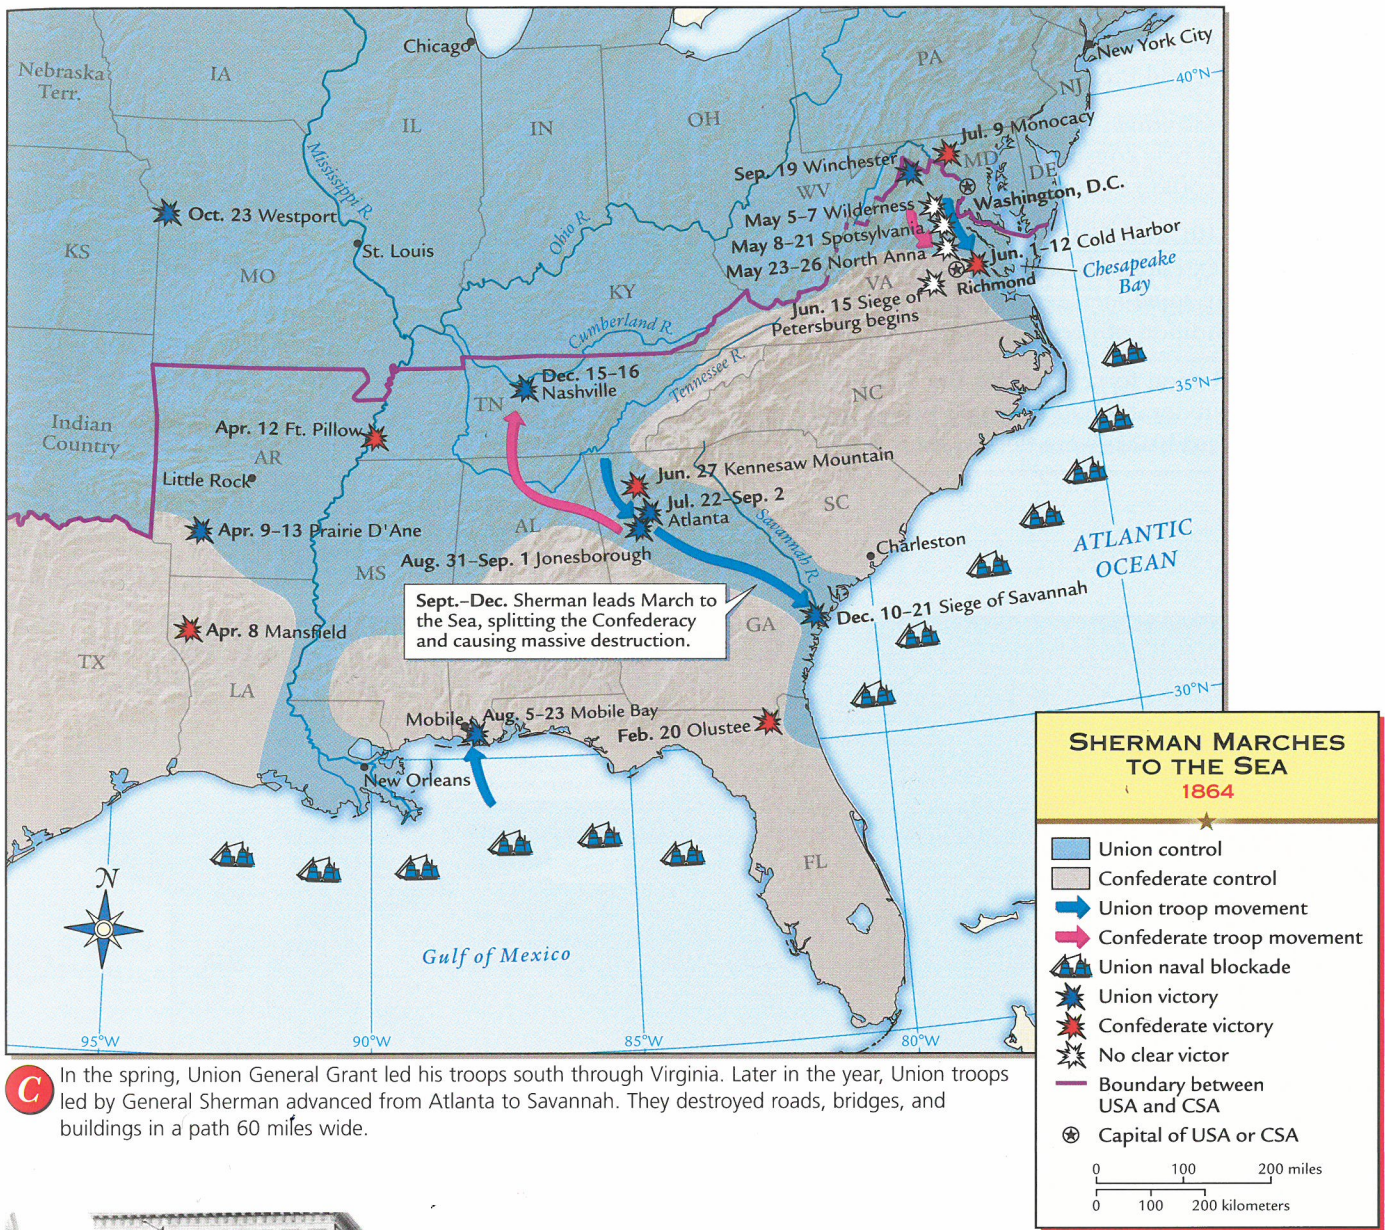 Chicago
New York City
Nebraska
Terr.
IA
PA
40°N
NJ
IL
IN
OH
Jul. 9 Monocacy
MD
DE
Sep. 19 Winchester
WV
Washington, D.C.
Mississippi R.
Oct. 23 Westport
May 5–7 Wilderness
May 8–21 Spotsylvania
May 23–26 North Anna
Jun. 1–12 Cold Harbor
Ohio R.
St. Louis
KS
MO
Chesapeake
Bay
VA
Richmond
KY
Jun. 15 Siege of
Petersburg begins
Cumberland R.
Tennessee R.
Dec. 15–16
Nashville
TN
NC
35°N
Indian
Country
Apr. 12 Ft. Pillow
AR
Little Rock
Jun. 27 Kennesaw Mountain
Jul. 22–Sep. 2
Atlanta
SC
Savannah R.
Apr. 9–13 Prairie D'Ane
AL
Charleston
ATLANTIC
OCEAN
MS
Aug. 31–Sep. 1 Jonesborough
Sept.–Dec. Sherman leads March to
the Sea, splitting the Confederacy
and causing massive destruction.
Dec. 10–21 Siege of Savannah
GA
Apr. 8 Mansfield
TX
LA
30°N
Mobile
Aug. 5–23 Mobile Bay
Feb. 20 Olustee
New Orleans
FL
N
Gulf of Mexico
95°W
90°W
85°W
80°W
SHERMAN MARCHES
TO THE SEA
1864
Union control
Confederate control
Union troop movement
Confederate troop movement
Union naval blockade
Union victory
Confederate victory
No clear victor
Boundary between
USA and CSA
Capital of USA or CSA
0 100 200 miles
0 100 200 kilometers
C
In the spring, Union General Grant led his troops south through Virginia. Later in the year, Union troops
led by General Sherman advanced from Atlanta to Savannah. They destroyed roads, bridges, and
buildings in a path 60 miles wide.